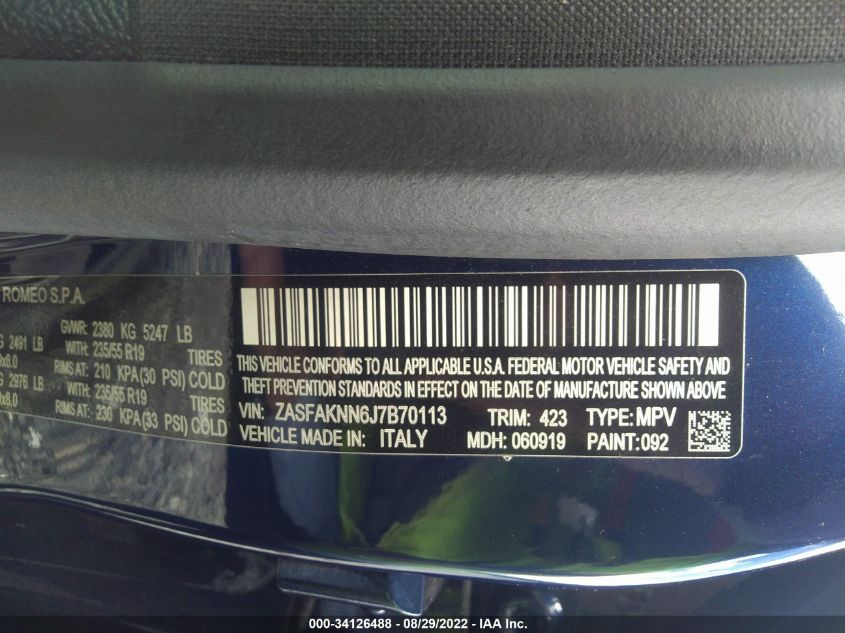 ROMEO S.P.A.
GVWR: 2380 KG 5247 LB
G 2491 LB WITH: 235/55 R19 TIRES
x8.0 RIMS AT: 210 KPA(30 PSI) COLD
G 2976 LB WITH: 235/55 R19 TIRES
x8.0 RIMS AT: 230 KPA(33 PSI) COLD
THIS VEHICLE CONFORMS TO ALL APPLICABLE U.S.A. FEDERAL MOTOR VEHICLE SAFETY AND
THEFT PREVENTION STANDARDS IN EFFECT ON THE DATE OF MANUFACTURE SHOWN ABOVE
VIN: ZASFAKNN6J7B70113 TRIM: 423 TYPE: MPV
VEHICLE MADE IN: ITALY MDH: 060919 PAINT:092
000-34126488 - 08/29/2022 - IAA Inc.